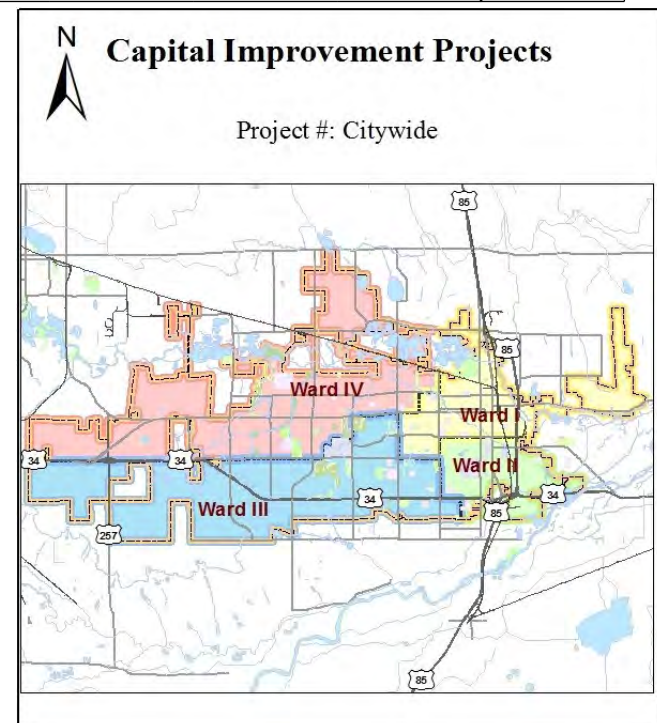 N
Capital Improvement Projects
Project #: Citywide
85
85
Ward IV
Ward I
34
34
Ward II
Ward III
34
34
85
257
85